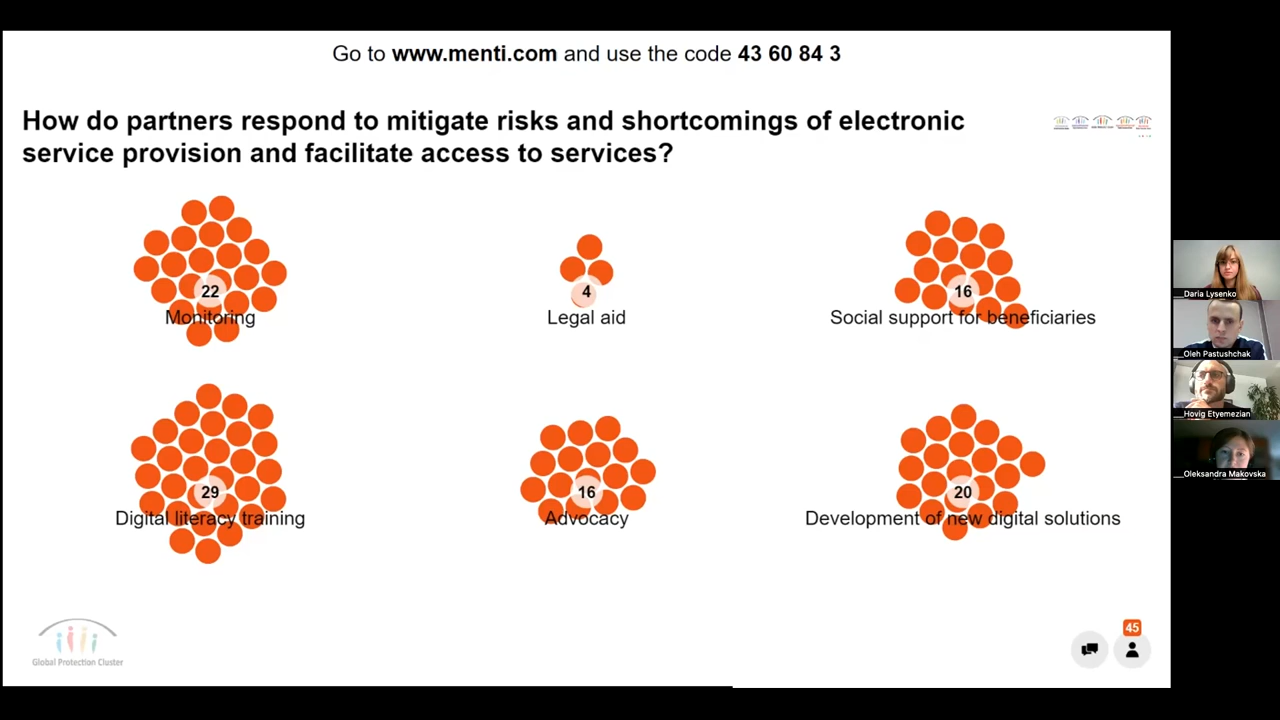 Go to www.menti.com and use the code 43 60 84 3
How do partners respond to mitigate risks and shortcomings of electronic
service provision and facilitate access to services?
22
Monitoring
4
Legal aid
16
Social support for beneficiaries
29
Digital literacy training
16
Advocacy
20
Development of new digital solutions
Global Protection Cluster
45
Daria Lysenko
Oleh Pastushchak
Hovig Etyemezian
Oleksandra Makovska